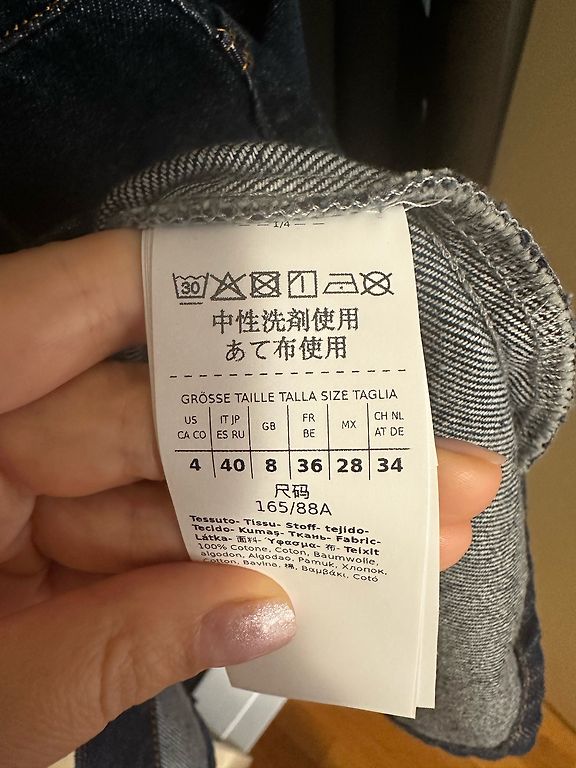 — — 1/4 — —
30
中性洗剤使用
あて布使用
GRÖSSE TAILLE TALLA SIZE TAGLIA
US CA CO | IT JP ES RU | GB | FR BE | MX | CH NL AT DE
4 | 40 | 8 | 36 | 28 | 34
尺码
165/88A
Tessuto- Tissu- Stoff- tejido-
Tecido- Kumaş- Ткань- Fabric-
Látka- 面料- Ύφασμα- 布- Teixit
100% Cotone, Coton, Baumwolle,
algodon, Algodao, Pamuk, Хлопок,
Cotton, Bavlna, 棉, Βαμβάκι, Cotó